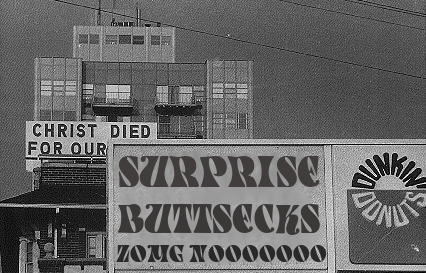 CHRIST DIED
FOR OUR
SURPRISE
BUTTSECKS
ZOMG NOOOOOOO
DUNKIN'
DONUTS